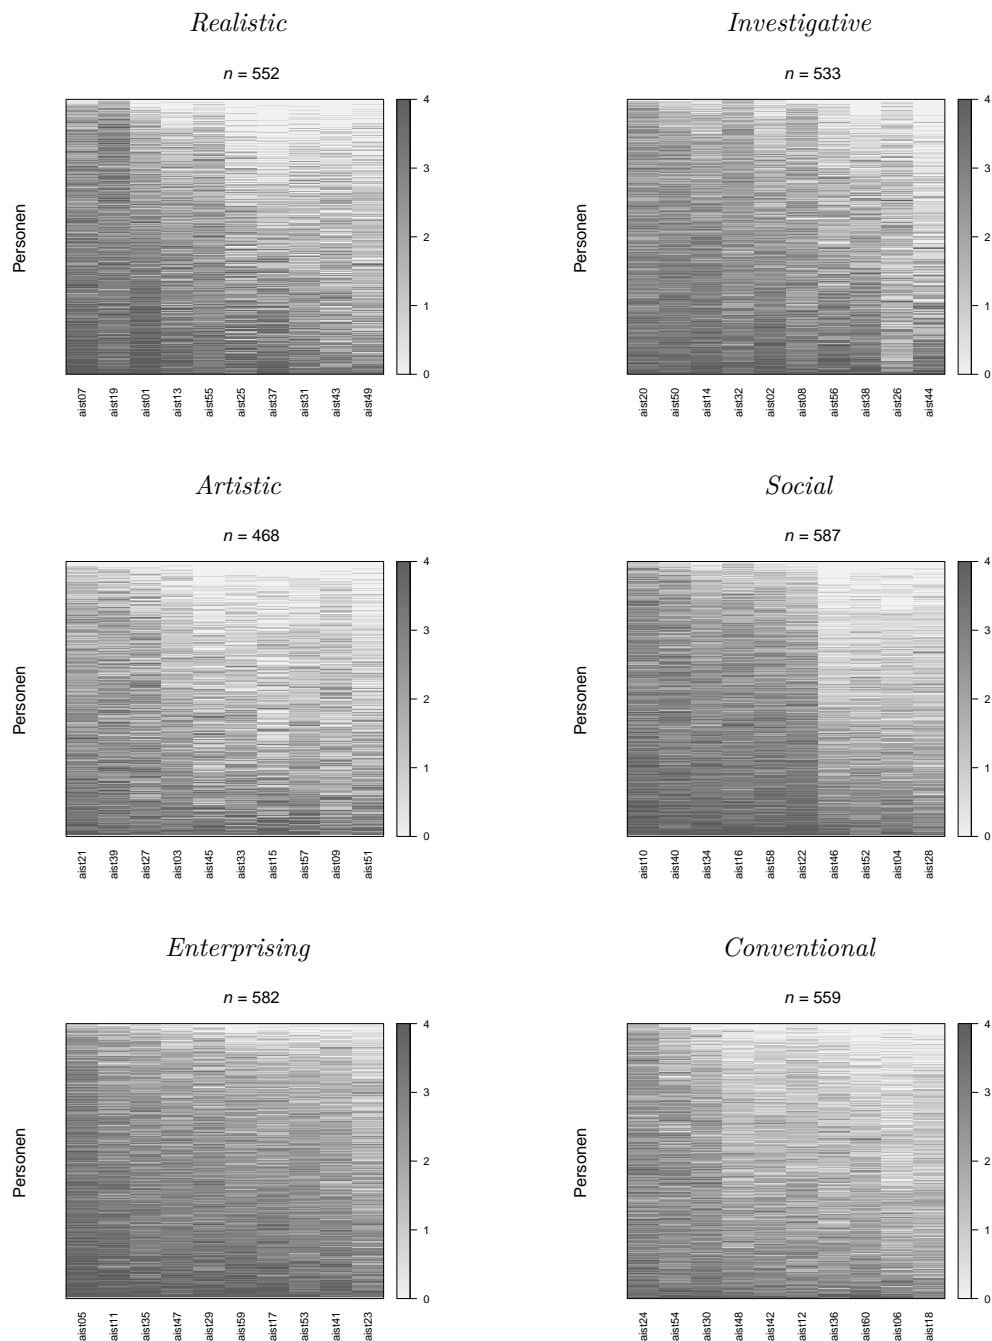 Realistic
n = 552
Personen
4
3
2
1
0
aist07 aist19 aist01 aist13 aist55 aist25 aist37 aist31 aist43 aist49
Investigative
n = 533
Personen
4
3
2
1
0
aist20 aist50 aist14 aist32 aist02 aist08 aist56 aist38 aist26 aist44
Artistic
n = 468
Personen
4
3
2
1
0
aist21 aist39 aist27 aist03 aist45 aist33 aist15 aist57 aist09 aist51
Social
n = 587
Personen
4
3
2
1
0
aist10 aist40 aist34 aist16 aist58 aist22 aist46 aist52 aist04 aist28
Enterprising
n = 582
Personen
4
3
2
1
0
aist05 aist11 aist35 aist47 aist29 aist59 aist17 aist53 aist41 aist23
Conventional
n = 559
Personen
4
3
2
1
0
aist24 aist54 aist30 aist48 aist42 aist12 aist36 aist60 aist06 aist18